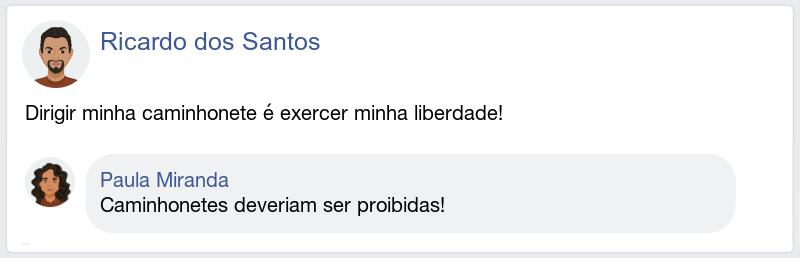 Ricardo dos Santos
Dirigir minha caminhonete é exercer minha liberdade!
Paula Miranda
Caminhonetes deveriam ser proibidas!